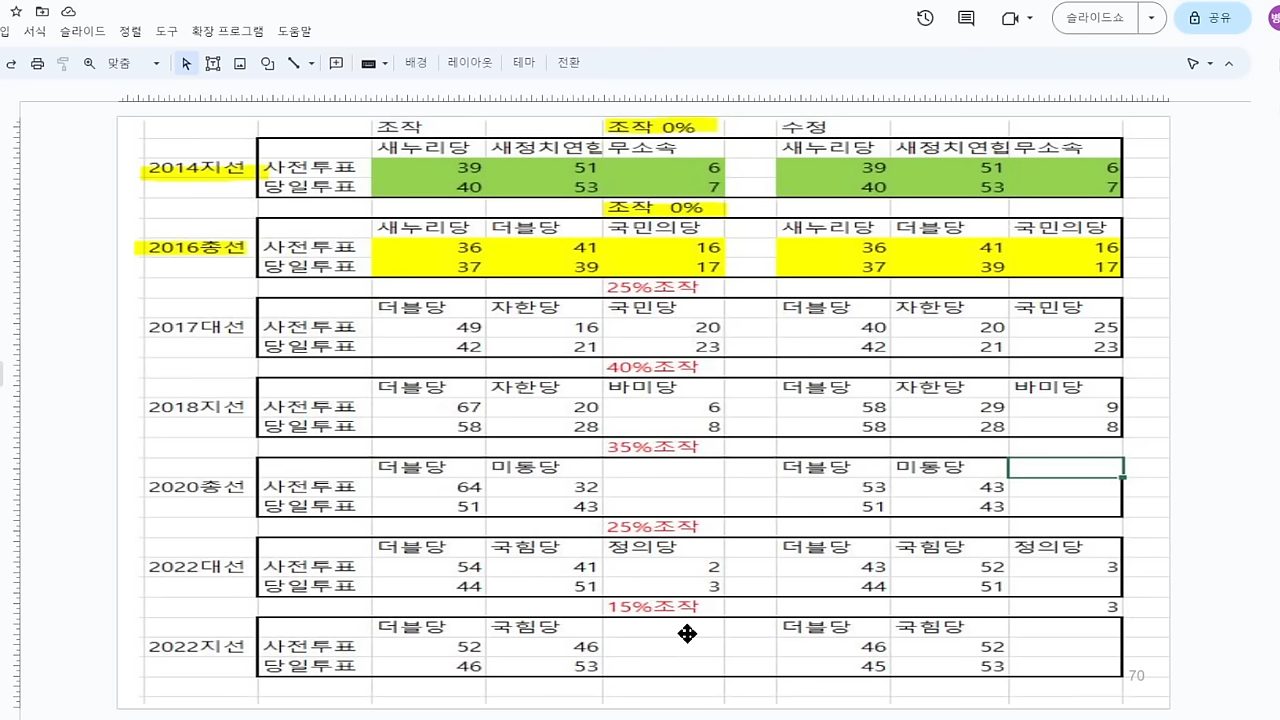 입 서식 슬라이드 정렬 도구 확장 프로그램 도움말
슬라이드쇼 공유
맞춤 배경 레이아웃 테마 전환
조작 조작 0% 수정
새누리당 새정치연합 무소속 새누리당 새정치연합 무소속
2014지선 사전투표 39 51 6 39 51 6
당일투표 40 53 7 40 53 7
조작 0%
새누리당 더블당 국민의당 새누리당 더블당 국민의당
2016총선 사전투표 36 41 16 36 41 16
당일투표 37 39 17 37 39 17
25%조작
더블당 자한당 국민당 더블당 자한당 국민당
2017대선 사전투표 49 16 20 40 20 25
당일투표 42 21 23 42 21 23
40%조작
더블당 자한당 바미당 더블당 자한당 바미당
2018지선 사전투표 67 20 6 58 29 9
당일투표 58 28 8 58 28 8
35%조작
더블당 미통당 더블당 미통당
2020총선 사전투표 64 32 53 43
당일투표 51 43 51 43
25%조작
더블당 국힘당 정의당 더블당 국힘당 정의당
2022대선 사전투표 54 41 2 43 52 3
당일투표 44 51 3 44 51
15%조작 3
더블당 국힘당 더블당 국힘당
2022지선 사전투표 52 46 46 52
당일투표 46 53 45 53
70